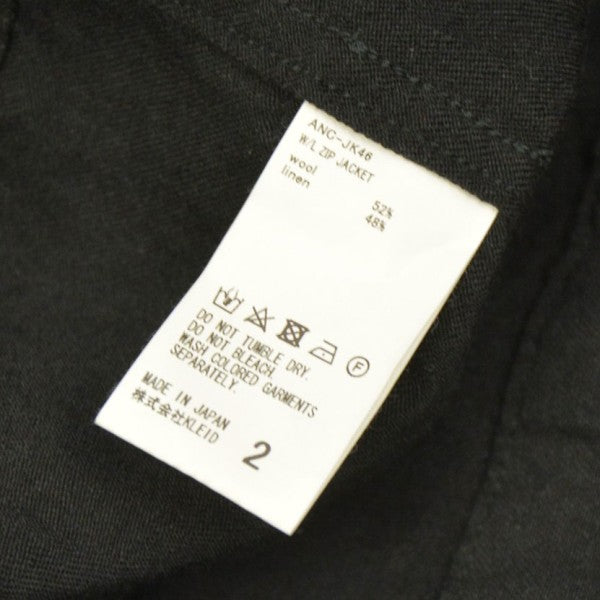 ANC-JK46
W/L ZIP JACKET
wool 52%
linen 48%
F
DO NOT TUMBLE DRY.
DO NOT BLEACH.
WASH COLORED GARMENTS
SEPARATELY.
MADE IN JAPAN
株式会社KLEID
2